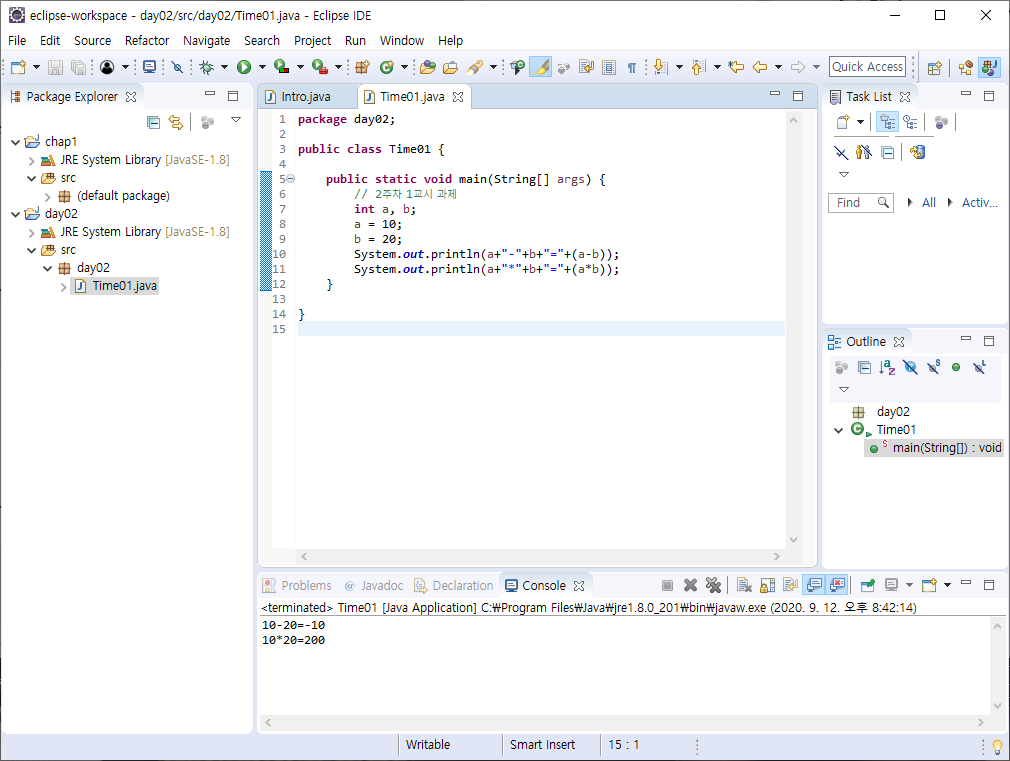 eclipse-workspace - day02/src/day02/Time01.java - Eclipse IDE
File Edit Source Refactor Navigate Search Project Run Window Help
Quick Access
Package Explorer
chap1
JRE System Library [JavaSE-1.8]
src
(default package)
day02
JRE System Library [JavaSE-1.8]
src
day02
Time01.java
Intro.java Time01.java
1 package day02;
2
3 public class Time01 {
4
5 public static void main(String[] args) {
6 // 2주차 1교시 과제
7 int a, b;
8 a = 10;
9 b = 20;
10 System.out.println(a+"-"+b+"="+(a-b));
11 System.out.println(a+"*"+b+"="+(a*b));
12 }
13
14 }
15
Task List
Find All Activ...
Outline
day02
Time01
main(String[]) : void
Problems Javadoc Declaration Console
<terminated> Time01 [Java Application] C:₩Program Files₩Java₩jre1.8.0_201₩bin₩javaw.exe (2020. 9. 12. 오후 8:42:14)
10-20=-10
10*20=200
Writable Smart Insert 15 : 1